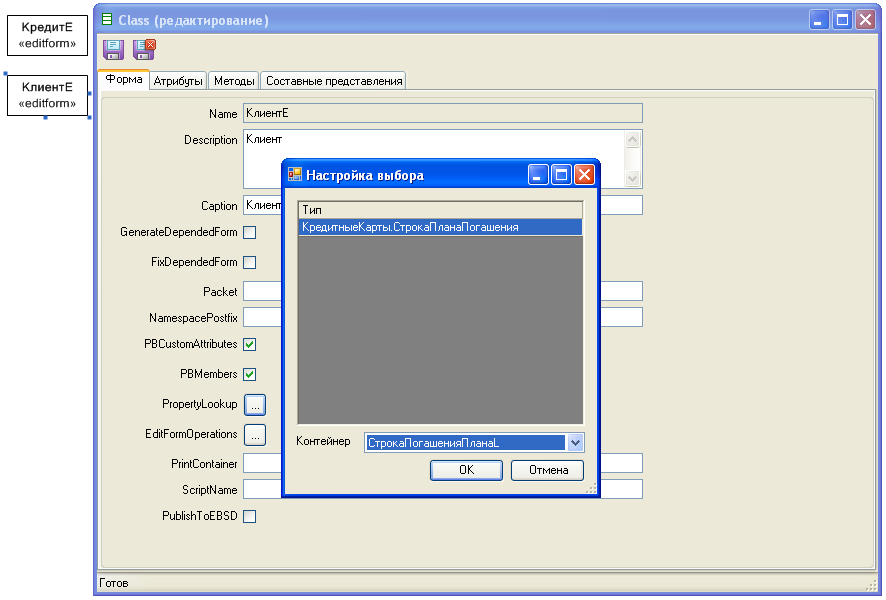 КредитЕ
«editform»
КлиентЕ
«editform»
Class (редактирование)
Форма
Атрибуты
Методы
Составные представления
Name
КлиентЕ
Description
Клиент
Caption
Клиент
GenerateDependedForm
FixDependedForm
Packet
NamespacePostfix
PBCustomAttributes
PBMembers
PropertyLookup
...
EditFormOperations
...
PrintContainer
ScriptName
PublishToEBSD
Настройка выбора
Тип
КредитныеКарты.СтрокаПланаПогашения
Контейнер
СтрокаПогашенияПланаL
OK
Отмена
Готов